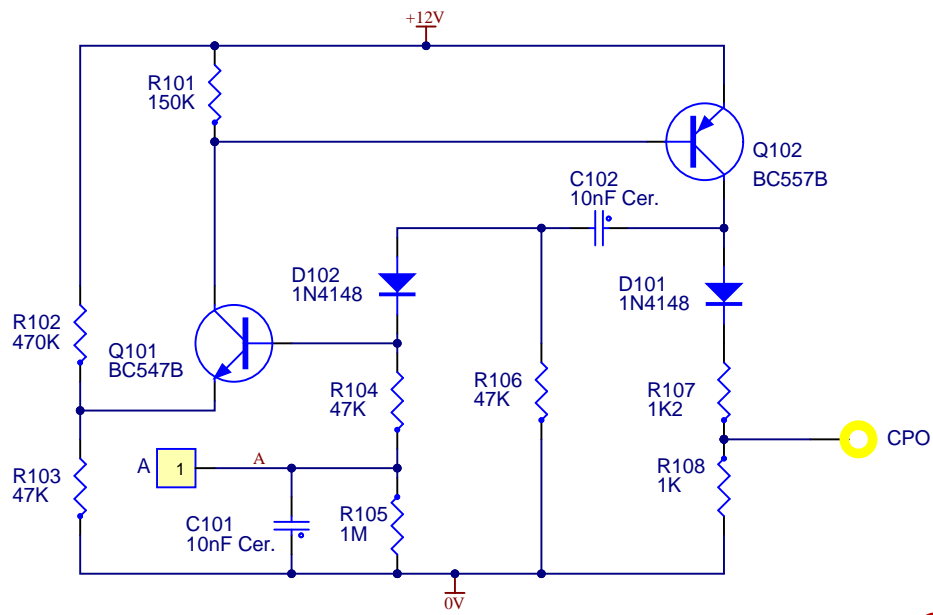 +12V
R101
150K
Q102
BC557B
C102
10nF Cer.
D102
1N4148
D101
1N4148
R102
470K
Q101
BC547B
R104
47K
R106
47K
R107
1K2
CPO
A
1
A
R103
47K
R108
1K
C101
10nF Cer.
R105
1M
0V